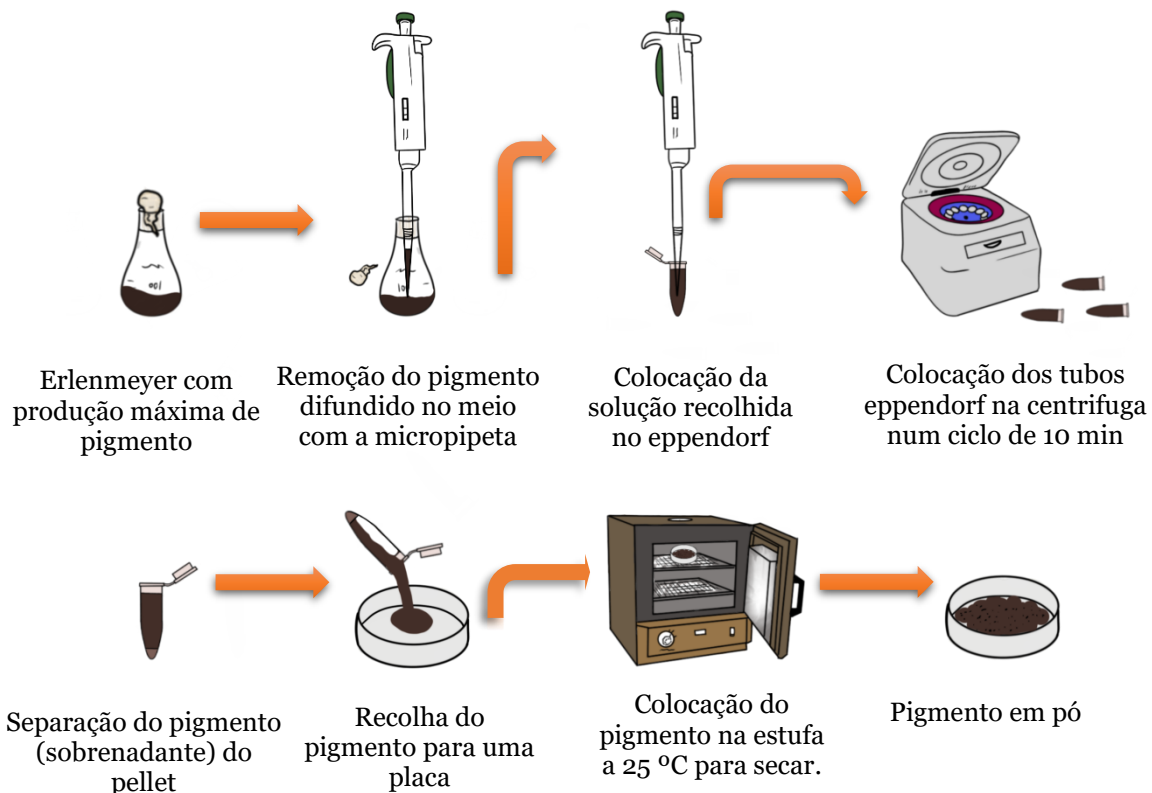 Erlenmeyer com
produção máxima de
pigmento
Remoção do pigmento
difundido no meio
com a micropipeta
Colocação da
solução recolhida
no eppendorf
Colocação dos tubos
eppendorf na centrifuga
num ciclo de 10 min
Separação do pigmento
(sobrenadante) do
pellet
Recolha do
pigmento para uma
placa
Colocação do
pigmento na estufa
a 25 ºC para secar.
Pigmento em pó